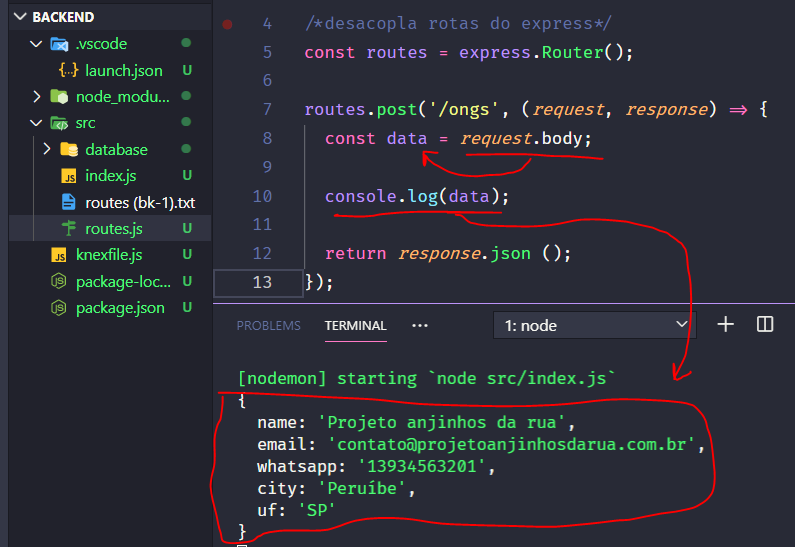 BACKEND
.vscode
launch.json U
node_modu...
src
database
index.js U
routes (bk-1).txt
routes.js U
knexfile.js U
package-loc... U
package.json U
4 /*desacopla rotas do express*/
5 const routes = express.Router();
6
7 routes.post('/ongs', (request, response) => {
8 const data = request.body;
9
10 console.log(data);
11
12 return response.json ();
13 });
PROBLEMS TERMINAL ... 1: node
[nodemon] starting `node src/index.js`
{
name: 'Projeto anjinhos da rua',
email: 'contato@projetoanjinhosdarua.com.br',
whatsapp: '13934563201',
city: 'Peruíbe',
uf: 'SP'
}